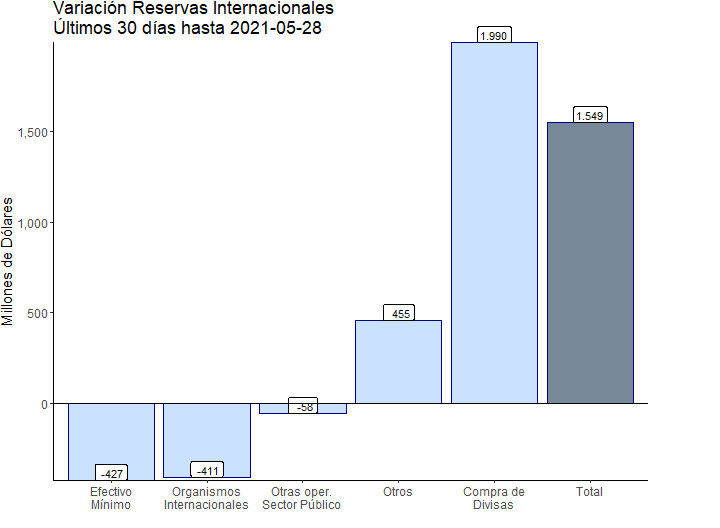 Variación Reservas Internacionales
Últimos 30 días hasta 2021-05-28
Millones de Dólares
1,500
1,000
500
0
-427
-411
-58
455
1.990
1.549
Efectivo
Mínimo
Organismos
Internacionales
Otras oper.
Sector Público
Otros
Compra de
Divisas
Total